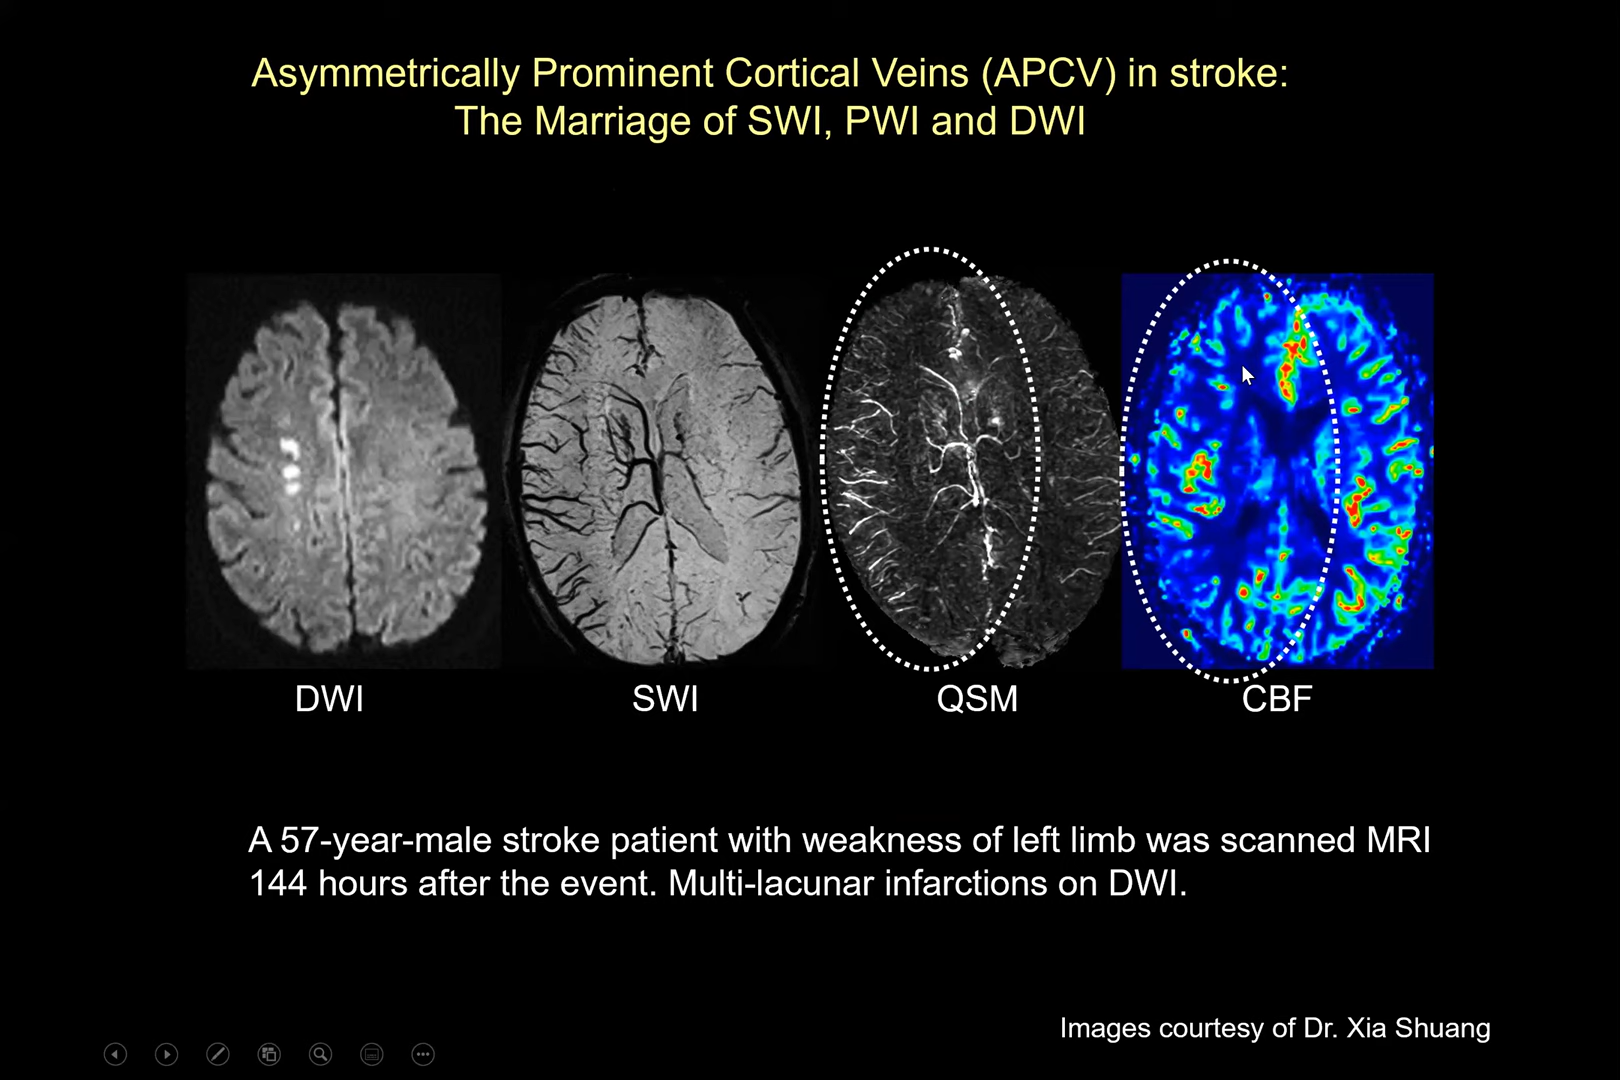 Asymmetrically Prominent Cortical Veins (APCV) in stroke:
The Marriage of SWI, PWI and DWI
DWI
SWI
QSM
CBF
A 57-year-male stroke patient with weakness of left limb was scanned MRI
144 hours after the event. Multi-lacunar infarctions on DWI.
Images courtesy of Dr. Xia Shuang